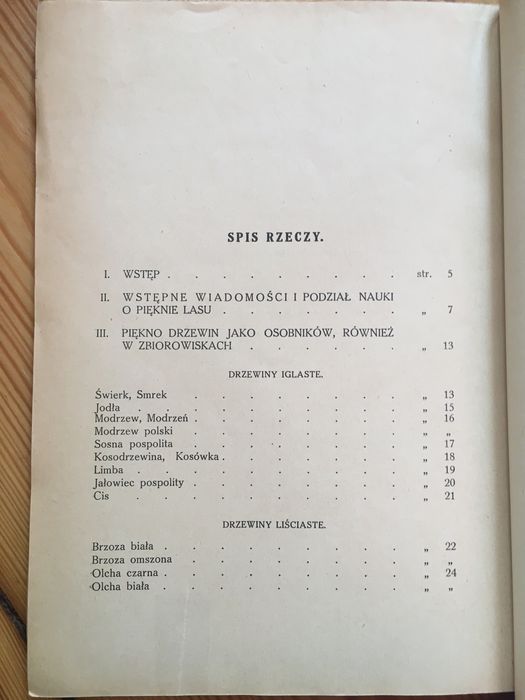 SPIS RZECZY.
I. WSTĘP . . . . . . . . . str. 5
II. WSTĘPNE WIADOMOŚCI I PODZIAŁ NAUKI
O PIĘKNIE LASU . . . . . . „ 7
III. PIĘKNO DRZEWIN JAKO OSOBNIKÓW, RÓWNIEŻ
W ZBIOROWISKACH . . . . . . „ 13
DRZEWINY IGLASTE.
Świerk, Smrek . . . . . . . . „ 13
Jodła . . . . . . . . . . „ 15
Modrzew, Modrzeń . . . . . . . . „ 16
Modrzew polski . . . . . . . . „ „
Sosna pospolita . . . . . . . . „ 17
Kosodrzewina, Kosówka . . . . . . . „ 18
Limba . . . . . . . . . „ 19
Jałowiec pospolity . . . . . . . . „ 20
Cis . . . . . . . . . . „ 21
DRZEWINY LIŚCIASTE.
Brzoza biała . . . . . . . . . „ 22
Brzoza omszona . . . . . . . . „ „
Olcha czarna . . . . . . . . . „ 24
Olcha biała . . . . . . . . . „ „